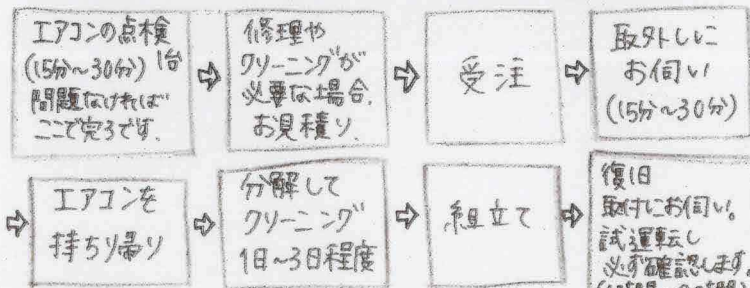 エアコンの点検
(15分～30分) 1台
問題なければ
ここで完了です.
修理や
クリーニングが
必要な場合、
お見積り、
受注
取外しに
お伺い
(15分～30分)
エアコンを
持ちり帰り
分解して
クリーニング
1日～3日程度
組立て
復旧
取付にお伺い。
試運転し
必ず確認します。